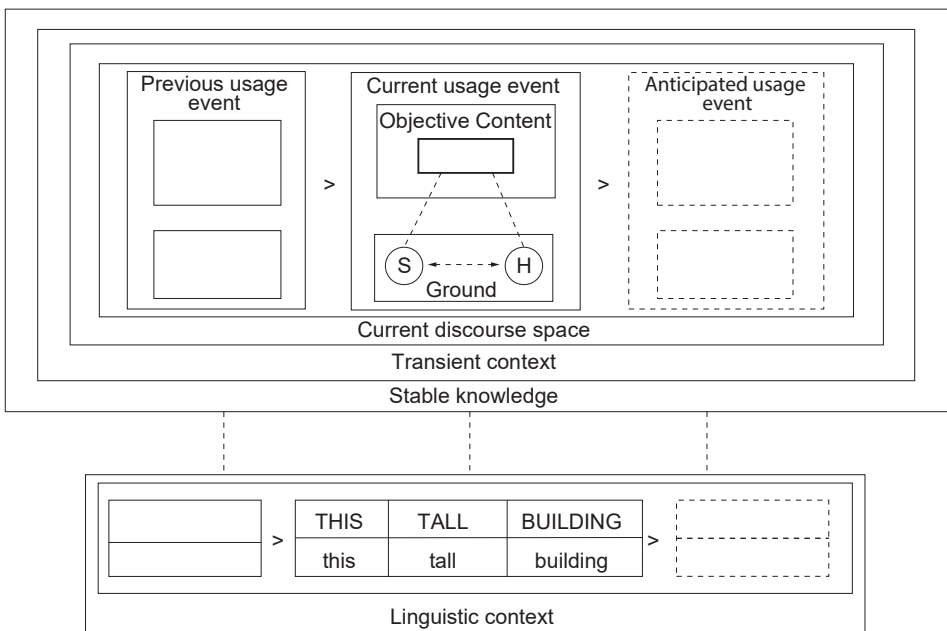 Previous usage
event
>
Current usage event
Objective Content
S
H
Ground
>
Anticipated usage
event
Current discourse space
Transient context
Stable knowledge
>
THIS TALL BUILDING
this tall building
>
Linguistic context